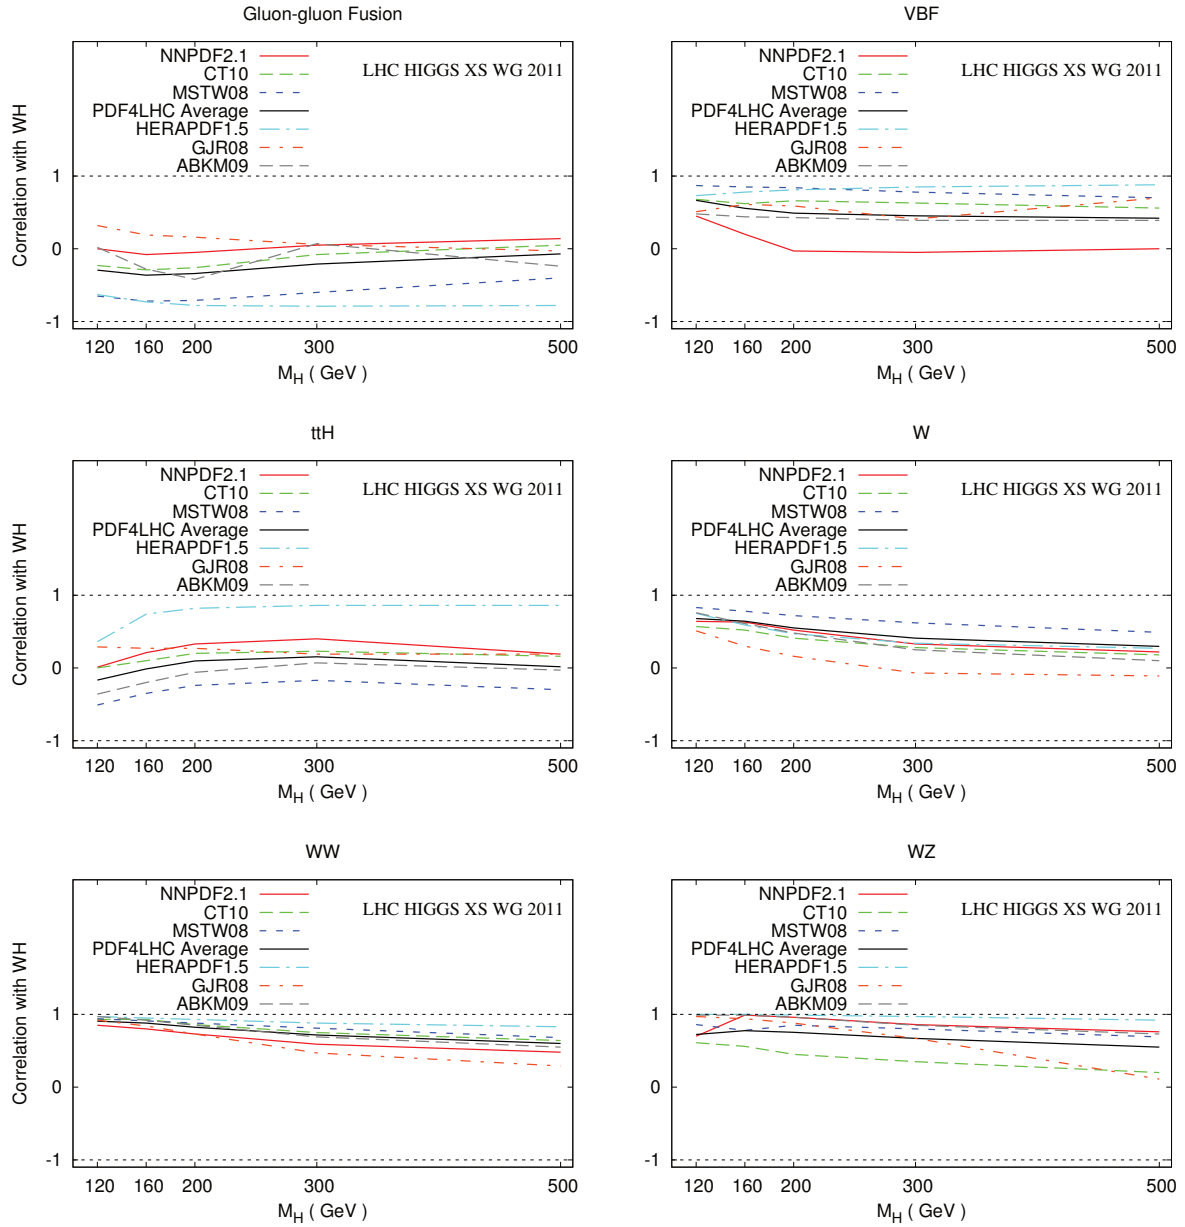 Gluon-gluon Fusion
NNPDF2.1
CT10
MSTW08
PDF4LHC Average
HERAPDF1.5
GJR08
ABKM09
LHC HIGGS XS WG 2011
Correlation with WH
1
0
-1
120 160 200 300 500
M_H ( GeV )
VBF
NNPDF2.1
CT10
MSTW08
PDF4LHC Average
HERAPDF1.5
GJR08
ABKM09
LHC HIGGS XS WG 2011
1
0
-1
120 160 200 300 500
M_H ( GeV )
ttH
NNPDF2.1
CT10
MSTW08
PDF4LHC Average
HERAPDF1.5
GJR08
ABKM09
LHC HIGGS XS WG 2011
Correlation with WH
1
0
-1
120 160 200 300 500
M_H ( GeV )
W
NNPDF2.1
CT10
MSTW08
PDF4LHC Average
HERAPDF1.5
GJR08
ABKM09
LHC HIGGS XS WG 2011
1
0
-1
120 160 200 300 500
M_H ( GeV )
WW
NNPDF2.1
CT10
MSTW08
PDF4LHC Average
HERAPDF1.5
GJR08
ABKM09
LHC HIGGS XS WG 2011
Correlation with WH
1
0
-1
120 160 200 300 500
M_H ( GeV )
WZ
NNPDF2.1
CT10
MSTW08
PDF4LHC Average
HERAPDF1.5
GJR08
ABKM09
LHC HIGGS XS WG 2011
1
0
-1
120 160 200 300 500
M_H ( GeV )